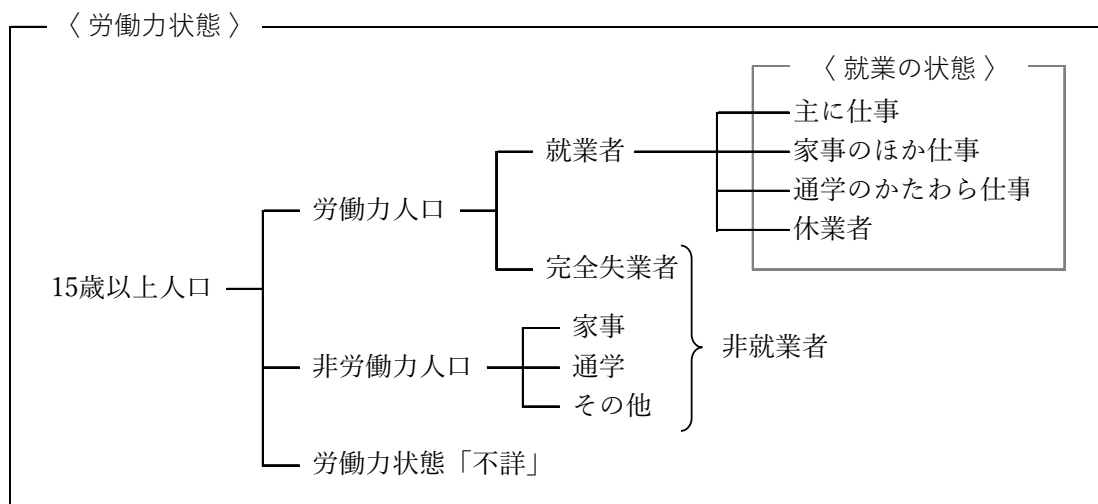 〈 労働力状態 〉
〈 就業の状態 〉
主に仕事
就業者
家事のほか仕事
通学のかたわら仕事
労働力人口
休業者
完全失業者
15歳以上人口
家事
非就業者
非労働力人口
通学
その他
労働力状態「不詳」